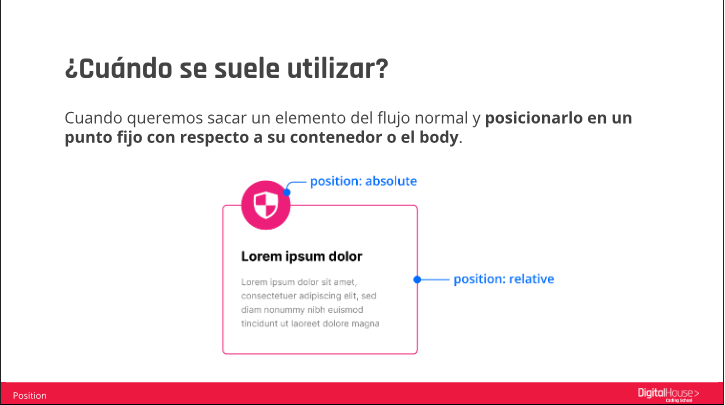 ¿Cuándo se suele utilizar?
Cuando queremos sacar un elemento del flujo normal y posicionarlo en un
punto fijo con respecto a su contenedor o el body.
position: absolute
Lorem ipsum dolor
Lorem ipsum dolor sit amet,
consectetuer adipiscing elit, sed
diam nonummy nibh euismod
tincidunt ut laoreet dolore magna
position: relative
Position
DigitalHouse>
Coding School